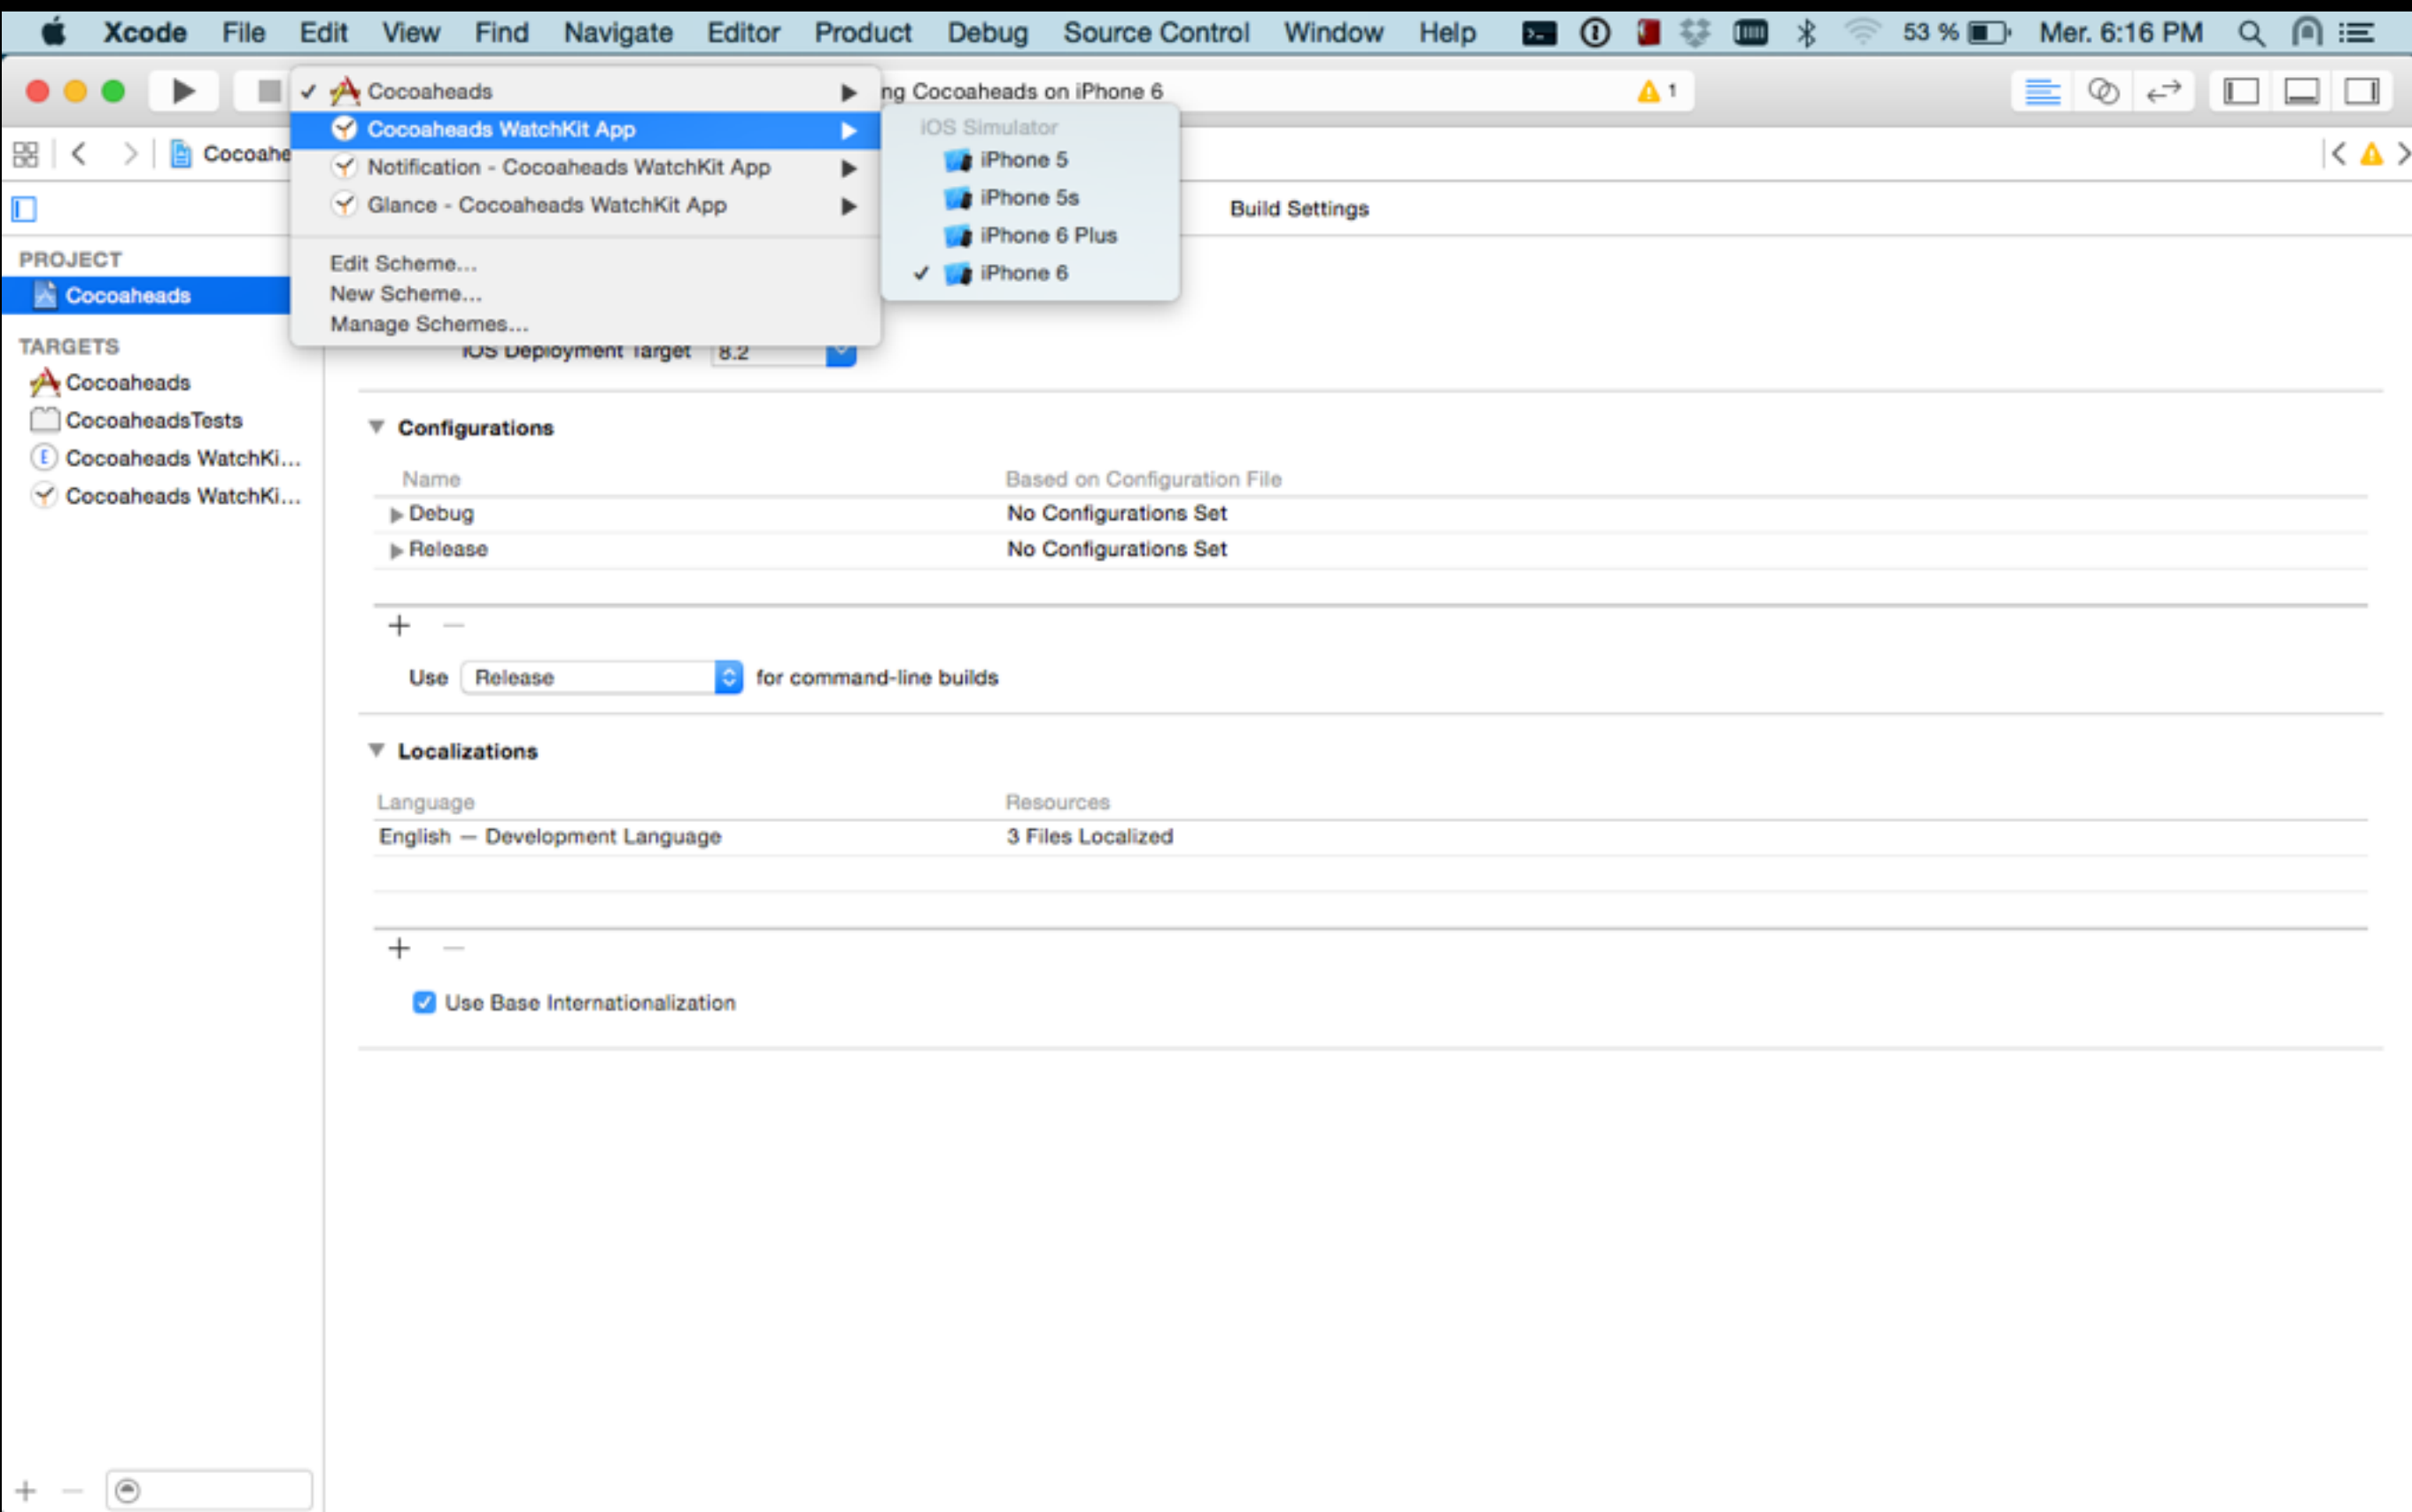 Xcode File Edit View Find Navigate Editor Product Debug Source Control Window Help 53 % Mer. 6:16 PM
Cocoaheads
ng Cocoaheads on iPhone 6
1
Cocoaheads WatchKit App
Notification - Cocoaheads WatchKit App
Glance - Cocoaheads WatchKit App
Edit Scheme...
New Scheme...
Manage Schemes...
iOS Simulator
iPhone 5
iPhone 5s
iPhone 6 Plus
iPhone 6
Cocoahe
Build Settings
PROJECT
Cocoaheads
TARGETS
Cocoaheads
CocoaheadsTests
Cocoaheads WatchKi...
Cocoaheads WatchKi...
iOS Deployment Target 8.2
Configurations
Name Based on Configuration File
Debug No Configurations Set
Release No Configurations Set
Use Release for command-line builds
Localizations
Language Resources
English — Development Language 3 Files Localized
Use Base Internationalization